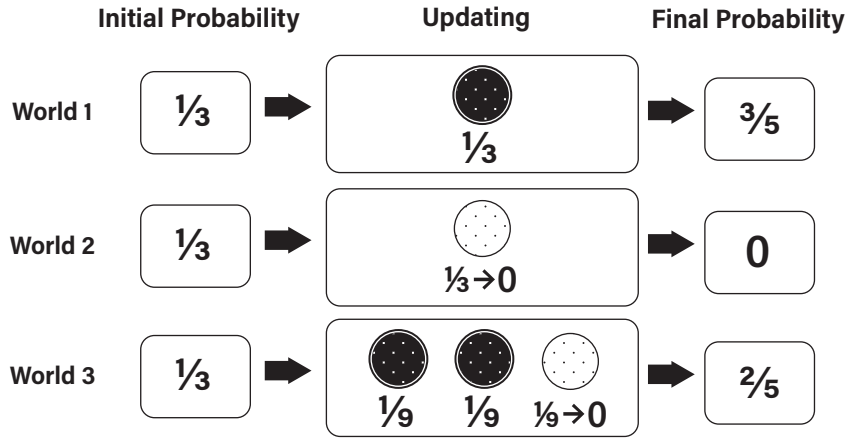 Initial Probability Updating Final Probability
World 1 ⅓ ⅓ ⅗
World 2 ⅓ ⅓→0 0
World 3 ⅓ ⅑ ⅑ ⅑→0 ⅖